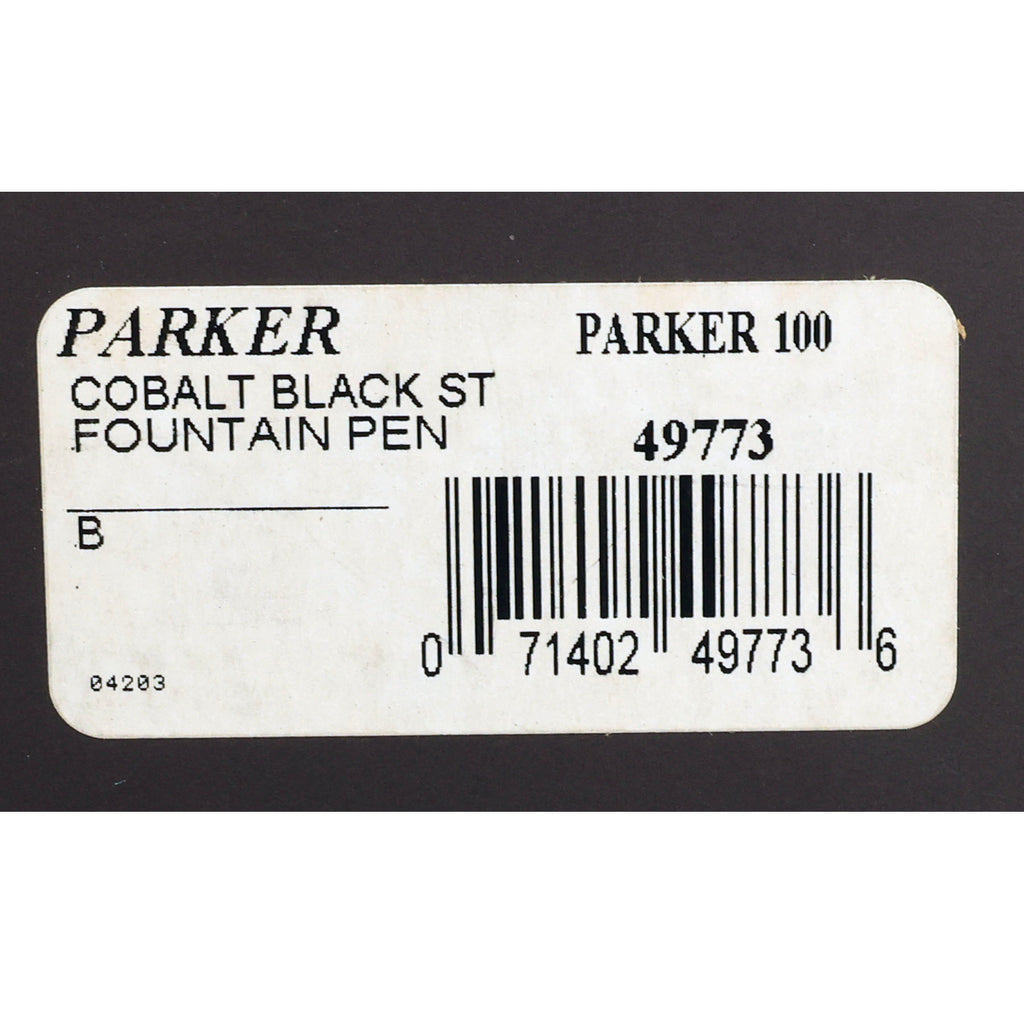 PARKER
PARKER 100
COBALT BLACK ST
FOUNTAIN PEN
49773
B
0 71402 49773 6
04203